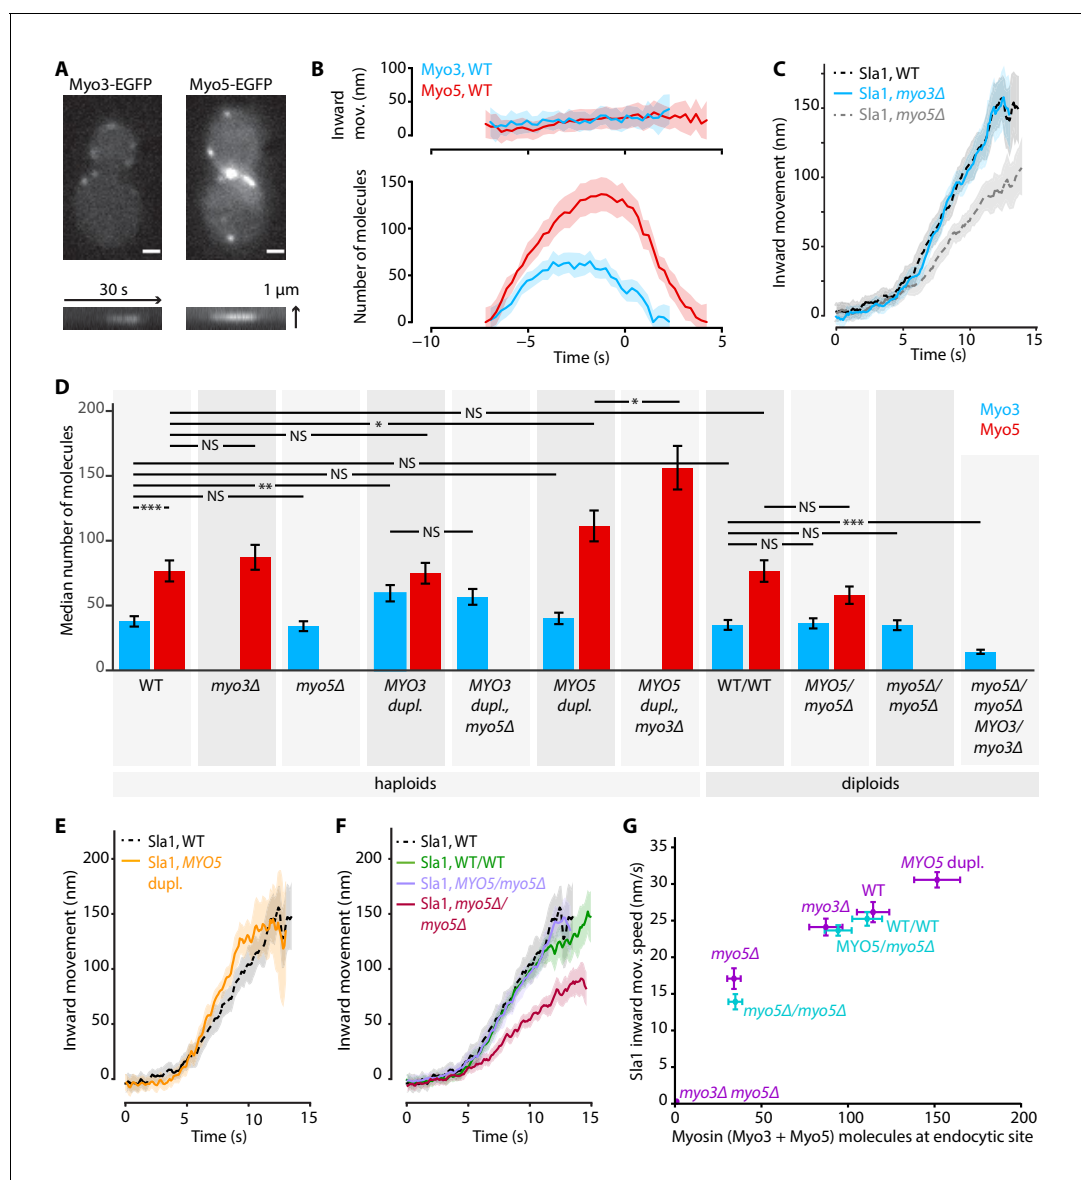 A
Myo3-EGFP
Myo5-EGFP
30 s
1 μm
B
Myo3, WT
Myo5, WT
Inward
mov. (nm)
100
50
0
−10
−5
0
5
Number of molecules
150
100
50
0
−10
−5
0
5
Time (s)
C
Sla1, WT
Sla1, myo3Δ
Sla1, myo5Δ
Inward movement (nm)
150
100
50
0
0
5
10
15
Time (s)
D
Median number of molecules
200
150
100
50
0
Myo3
Myo5
NS
*
*
NS
NS
NS
NS
**
NS
***
NS
NS
***
NS
NS
WT
myo3Δ
myo5Δ
MYO3
dupl.
MYO3
dupl.,
myo5Δ
MYO5
dupl.
MYO5
dupl.,
myo3Δ
WT/WT
MYO5/
myo5Δ
myo5Δ/
myo5Δ
myo5Δ/
myo5Δ
MYO3/
myo3Δ
haploids
diploids
E
Sla1, WT
Sla1, MYO5
dupl.
Inward movement (nm)
200
150
100
50
0
0
5
10
15
Time (s)
F
Sla1, WT
Sla1, WT/WT
Sla1, MYO5/myo5Δ
Sla1, myo5Δ/
myo5Δ
Inward movement (nm)
200
150
100
50
0
0
5
10
15
Time (s)
G
Sla1 inward mov. speed (nm/s)
35
30
25
20
15
10
5
0
MYO5 dupl.
WT
myo3Δ
WT/WT
MYO5/myo5Δ
myo5Δ
myo5Δ/myo5Δ
myo3Δ myo5Δ
0
50
100
150
200
Myosin (Myo3 + Myo5) molecules at endocytic site